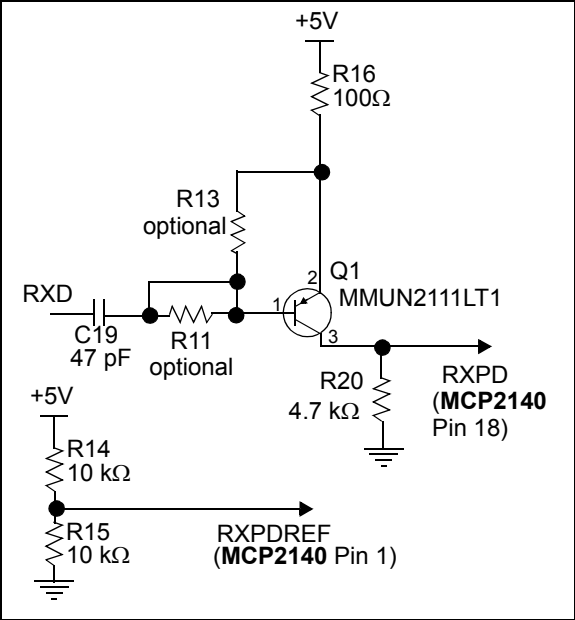 +5V
R16
100Ω
R13
optional
Q1
2
MMUN2111LT1
RXD
1
C19
47 pF
R11
optional
3
R20
4.7 kΩ
RXPD
(MCP2140
Pin 18)
+5V
R14
10 kΩ
R15
10 kΩ
RXPDREF
(MCP2140 Pin 1)